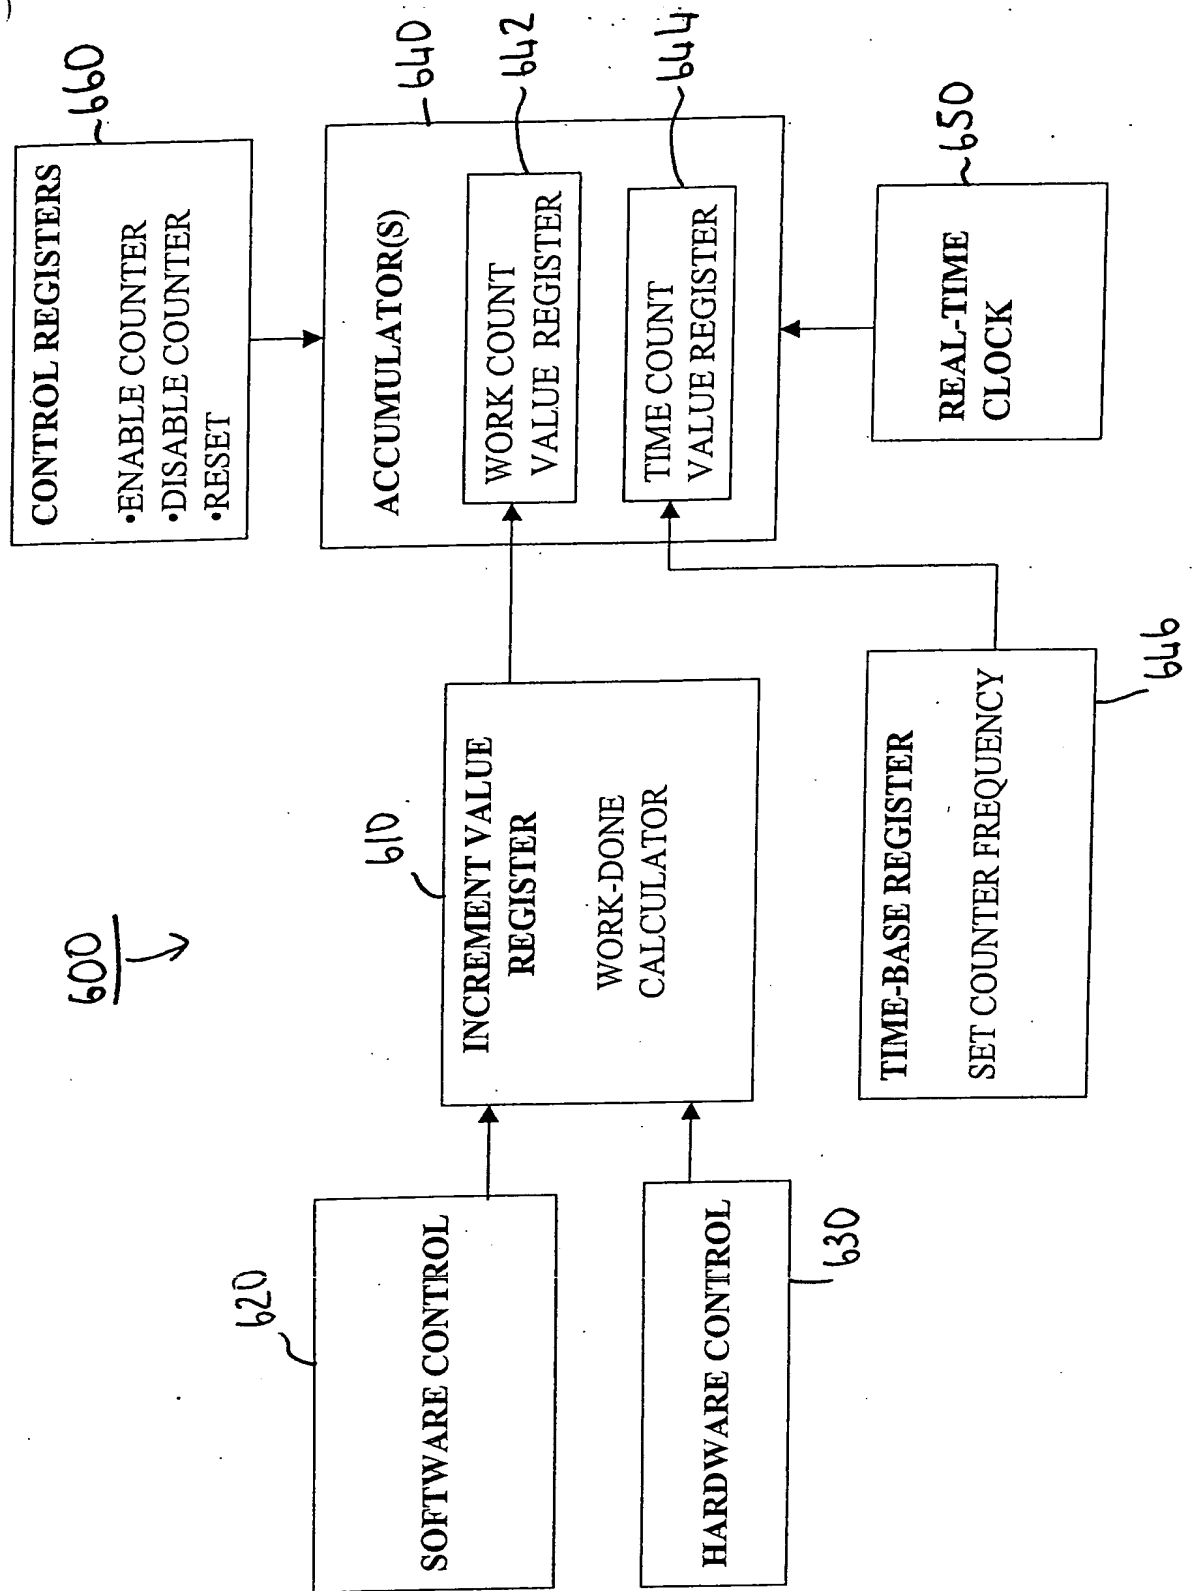 600
SOFTWARE CONTROL
620
HARDWARE CONTROL
630
INCREMENT VALUE
REGISTER
WORK-DONE
CALCULATOR
610
TIME-BASE REGISTER
SET COUNTER FREQUENCY
646
CONTROL REGISTERS
•ENABLE COUNTER
•DISABLE COUNTER
•RESET
660
ACCUMULATOR(S)
640
WORK COUNT
VALUE REGISTER
642
TIME COUNT
VALUE REGISTER
644
REAL-TIME
CLOCK
650